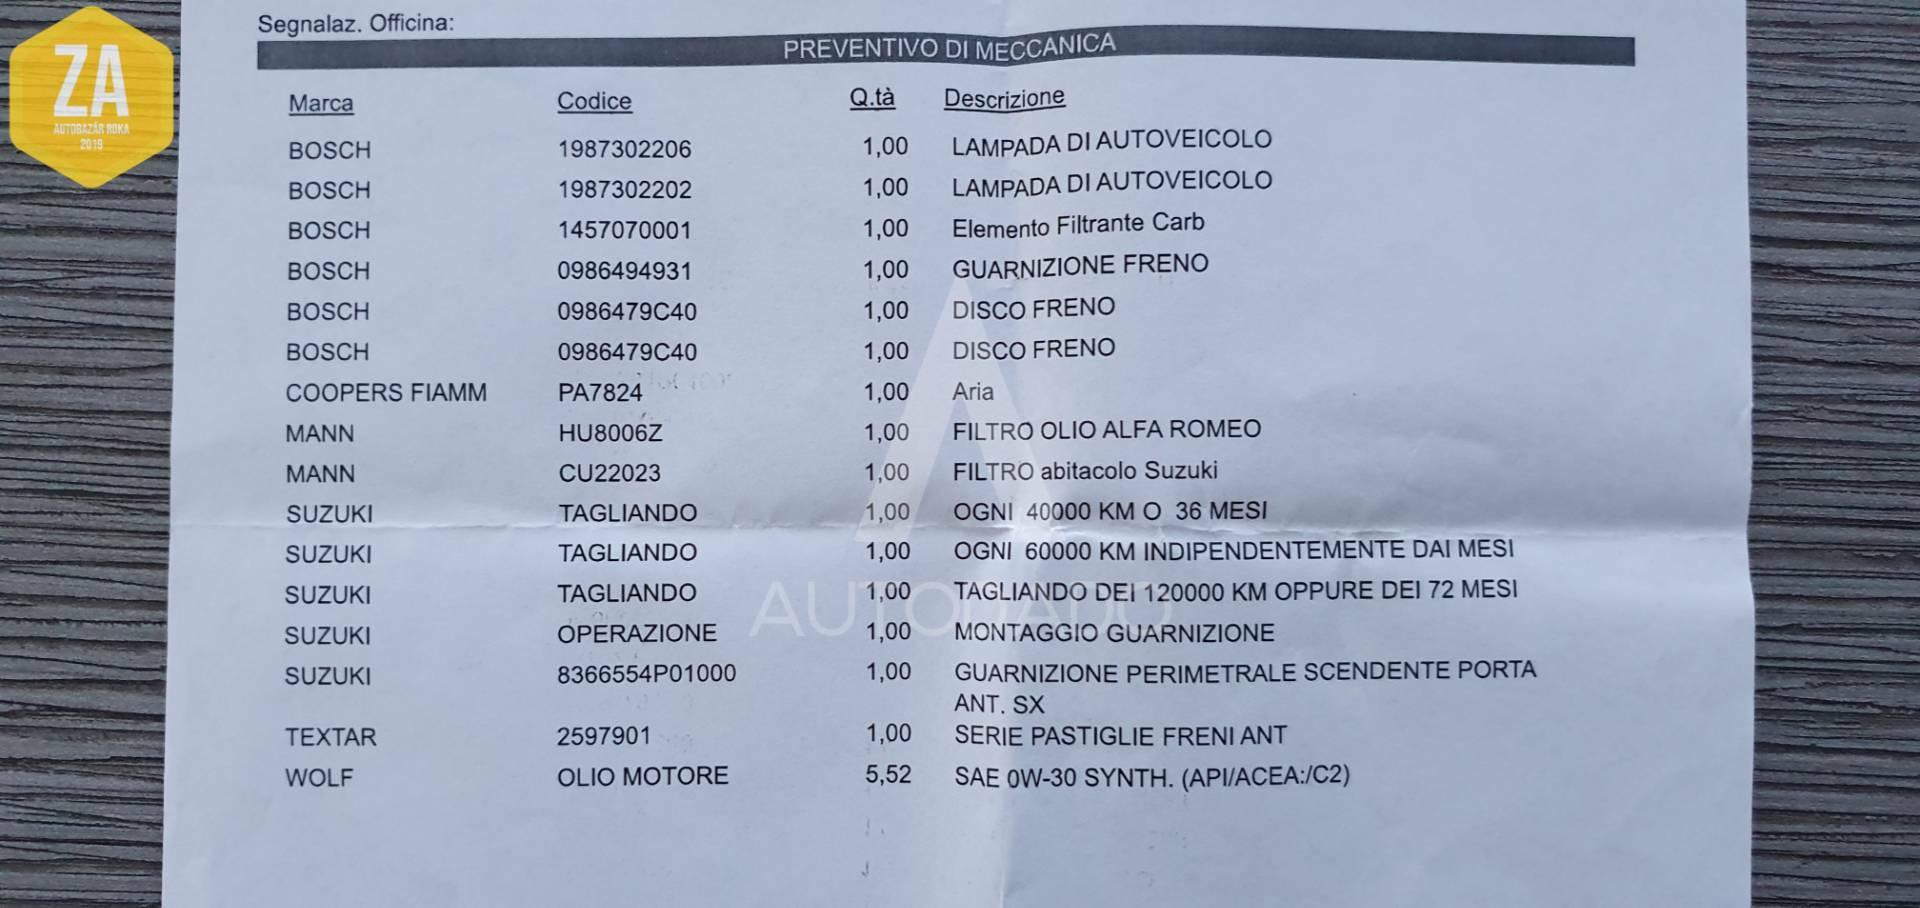 Segnalaz. Officina:
PREVENTIVO DI MECCANICA
ZA
AUTOBAZÁR ROKA
2019
Marca Codice Q.tà Descrizione
BOSCH 1987302206 1,00 LAMPADA DI AUTOVEICOLO
BOSCH 1987302202 1,00 LAMPADA DI AUTOVEICOLO
BOSCH 1457070001 1,00 Elemento Filtrante Carb
BOSCH 0986494931 1,00 GUARNIZIONE FRENO
BOSCH 0986479C40 1,00 DISCO FRENO
BOSCH 0986479C40 1,00 DISCO FRENO
COOPERS FIAMM PA7824 1,00 Aria
MANN HU8006Z 1,00 FILTRO OLIO ALFA ROMEO
MANN CU22023 1,00 FILTRO abitacolo Suzuki
SUZUKI TAGLIANDO 1,00 OGNI 40000 KM O 36 MESI
SUZUKI TAGLIANDO 1,00 OGNI 60000 KM INDIPENDENTEMENTE DAI MESI
SUZUKI TAGLIANDO 1,00 TAGLIANDO DEI 120000 KM OPPURE DEI 72 MESI
SUZUKI OPERAZIONE 1,00 MONTAGGIO GUARNIZIONE
SUZUKI 8366554P01000 1,00 GUARNIZIONE PERIMETRALE SCENDENTE PORTA
ANT. SX
TEXTAR 2597901 1,00 SERIE PASTIGLIE FRENI ANT
WOLF OLIO MOTORE 5,52 SAE 0W-30 SYNTH. (API/ACEA:/C2)